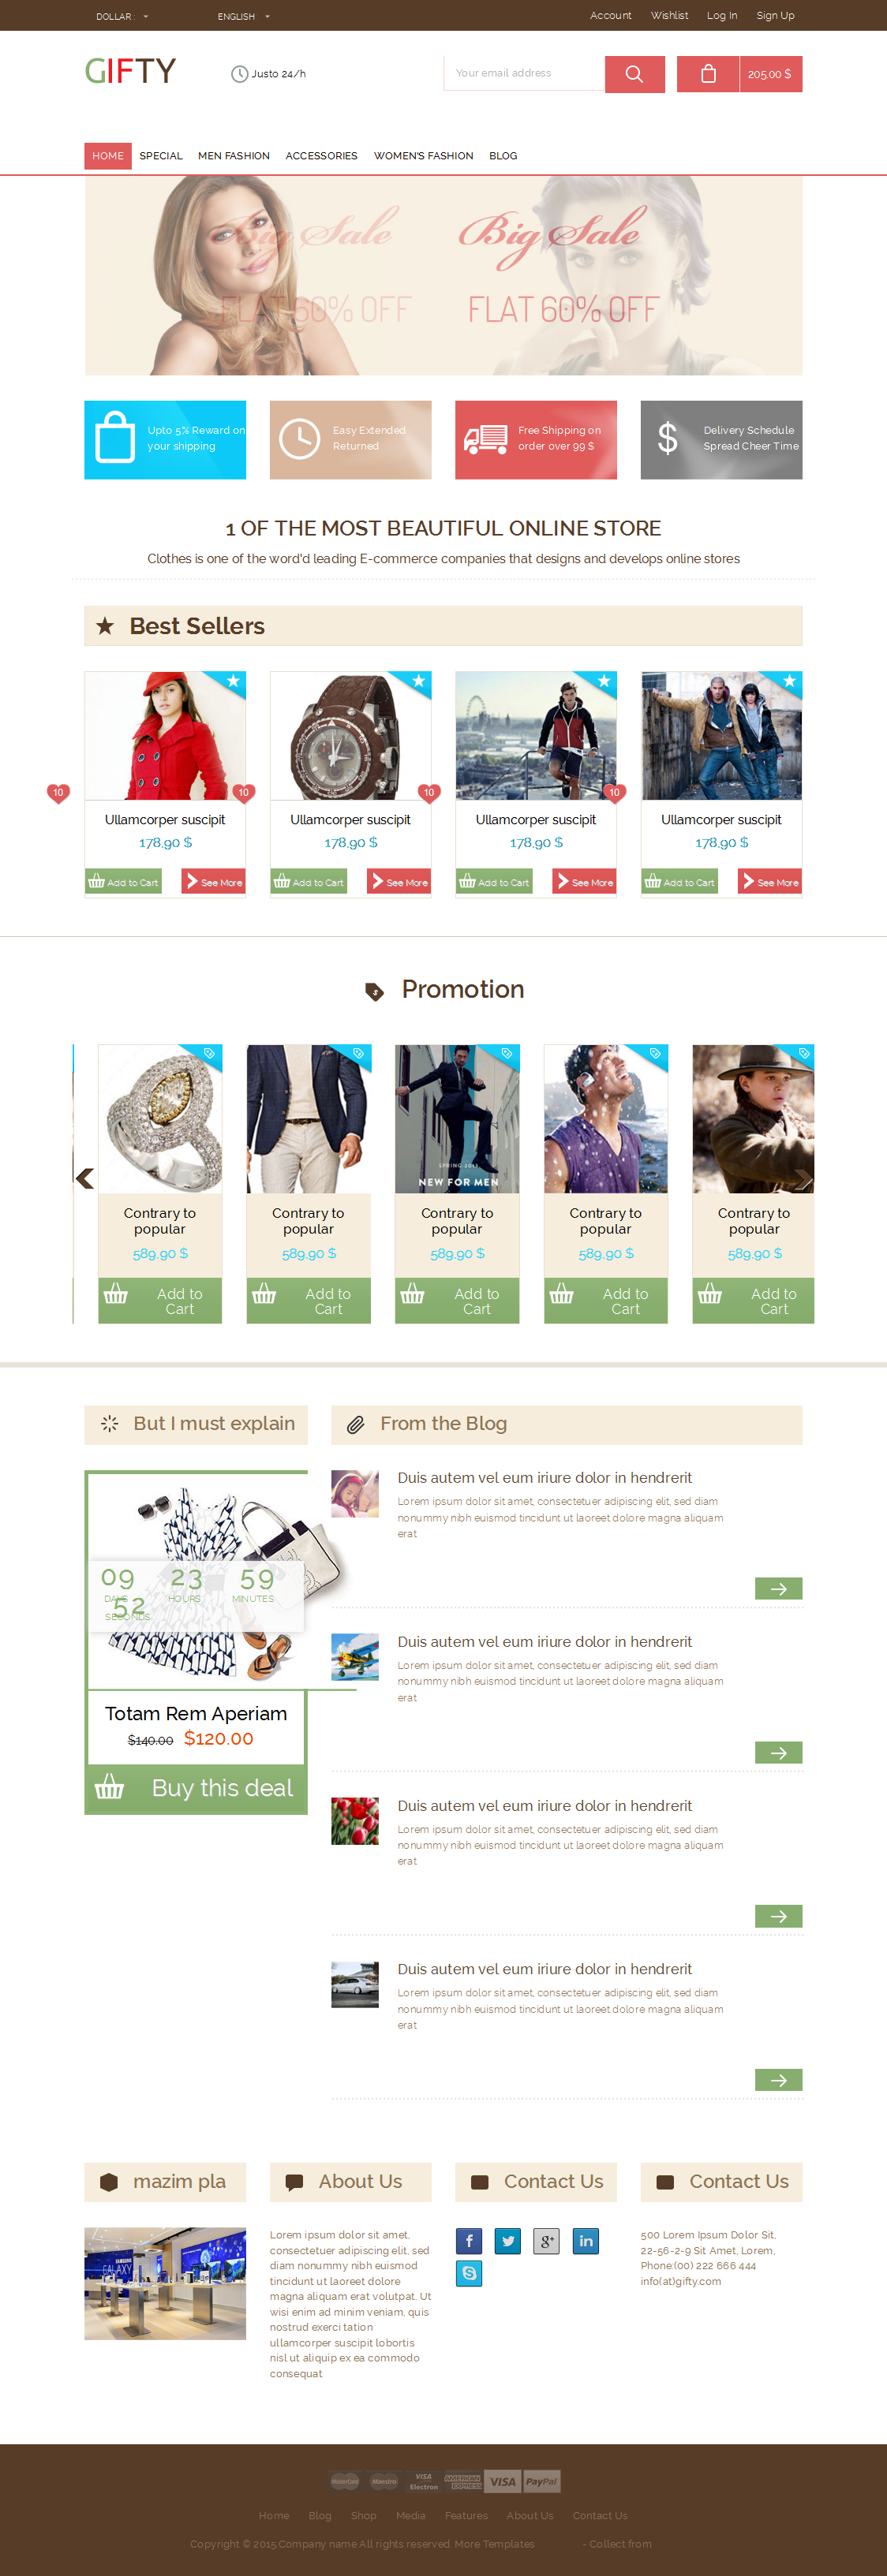 DOLLAR :
ENGLISH
Account Wishlist Log In Sign Up
GIFTY
Justo 24/h
Your email address
205.00 $
HOME SPECIAL MEN FASHION ACCESSORIES WOMEN'S FASHION BLOG
Big Sale
FLAT 60% OFF
Big Sale
FLAT 60% OFF
Upto 5% Reward on
your shipping
Easy Extended
Returned
Free Shipping on
order over 99 $
Delivery Schedule
Spread Cheer Time
1 OF THE MOST BEAUTIFUL ONLINE STORE
Clothes is one of the word'd leading E-commerce companies that designs and develops online stores
Best Sellers
10
10
10
10
Ullamcorper suscipit
178,90 $
Add to Cart
See More
Ullamcorper suscipit
178,90 $
Add to Cart
See More
Ullamcorper suscipit
178,90 $
Add to Cart
See More
Ullamcorper suscipit
178,90 $
Add to Cart
See More
Promotion
Contrary to
popular
589,90 $
Add to
Cart
Contrary to
popular
589,90 $
Add to
Cart
SPRING 2013
NEW FOR MEN
Contrary to
popular
589,90 $
Add to
Cart
Contrary to
popular
589,90 $
Add to
Cart
Contrary to
popular
589,90 $
Add to
Cart
But I must explain
09 23 59
DAYS HOURS MINUTES
52
SECONDS
Totam Rem Aperiam
$140.00 $120.00
Buy this deal
From the Blog
Duis autem vel eum iriure dolor in hendrerit
Lorem ipsum dolor sit amet, consectetuer adipiscing elit, sed diam
nonummy nibh euismod tincidunt ut laoreet dolore magna aliquam
erat
Duis autem vel eum iriure dolor in hendrerit
Lorem ipsum dolor sit amet, consectetuer adipiscing elit, sed diam
nonummy nibh euismod tincidunt ut laoreet dolore magna aliquam
erat
Duis autem vel eum iriure dolor in hendrerit
Lorem ipsum dolor sit amet, consectetuer adipiscing elit, sed diam
nonummy nibh euismod tincidunt ut laoreet dolore magna aliquam
erat
Duis autem vel eum iriure dolor in hendrerit
Lorem ipsum dolor sit amet, consectetuer adipiscing elit, sed diam
nonummy nibh euismod tincidunt ut laoreet dolore magna aliquam
erat
mazim pla
SAMSUNG
GALAXY
About Us
Lorem ipsum dolor sit amet,
consectetuer adipiscing elit, sed
diam nonummy nibh euismod
tincidunt ut laoreet dolore
magna aliquam erat volutpat. Ut
wisi enim ad minim veniam, quis
nostrud exerci tation
ullamcorper suscipit lobortis
nisl ut aliquip ex ea commodo
consequat
Contact Us
f
g+
in
S
Contact Us
500 Lorem Ipsum Dolor Sit,
22-56-2-9 Sit Amet, Lorem,
Phone:(00) 222 666 444
info(at)gifty.com
MasterCard Maestro VISA Electron AMERICAN EXPRESS VISA PayPal
Home Blog Shop Media Features About Us Contact Us
Copyright © 2015.Company name All rights reserved. More Templates - Collect from